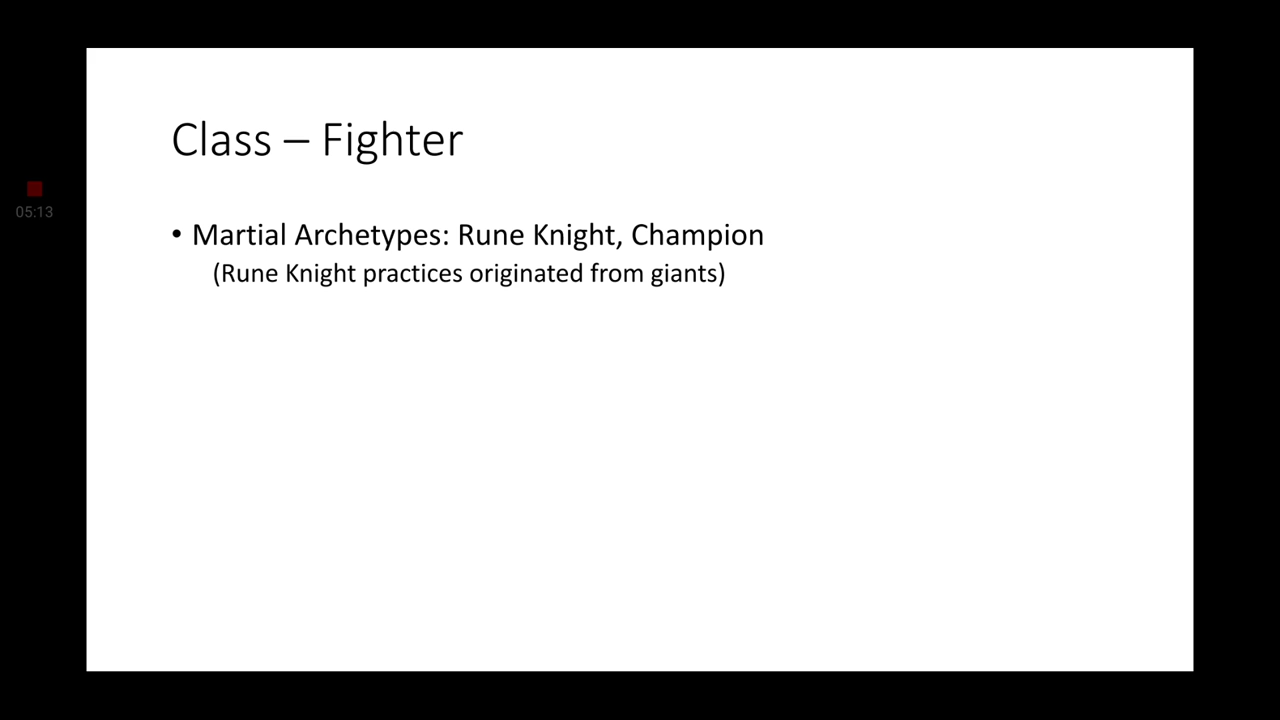 Class – Fighter
• Martial Archetypes: Rune Knight, Champion
(Rune Knight practices originated from giants)
05:13